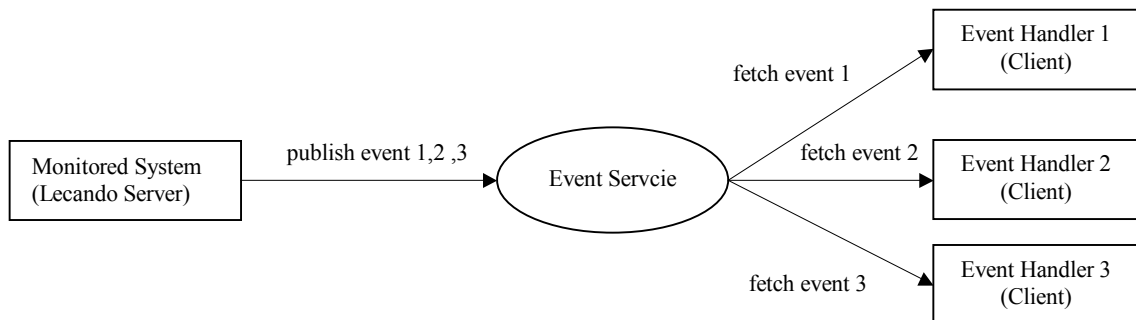 Event Handler 1
(Client)
fetch event 1
publish event 1,2 ,3
fetch event 2
Monitored System
(Lecando Server)
Event Servcie
Event Handler 2
(Client)
fetch event 3
Event Handler 3
(Client)